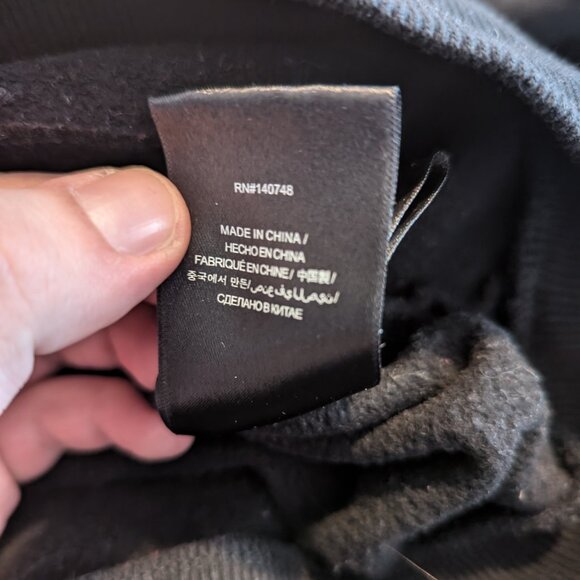 RN#140748
MADE IN CHINA /
HECHO EN CHINA
FABRIQUÉ EN CHINE / 中国製 /
중국에서 만든/صنع في الصين/
СДЕЛАНО В КИТАЕ